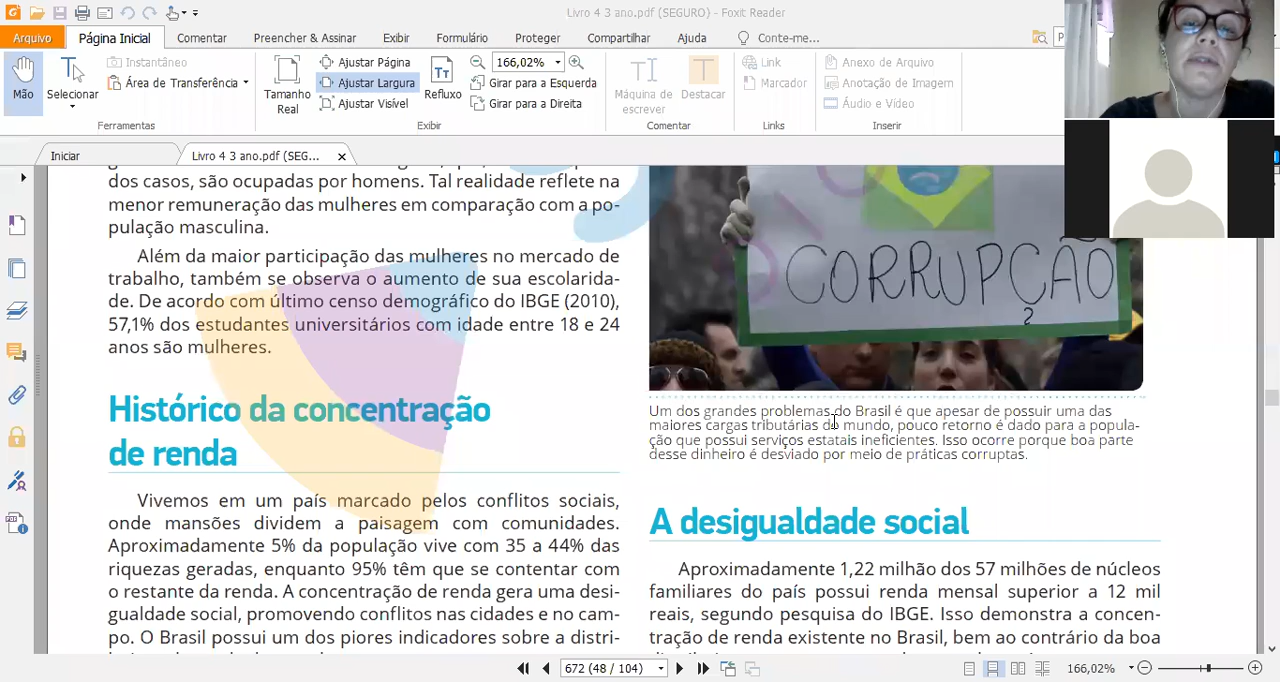 Livro 4 3 ano.pdf (SEGURO) - Foxit Reader
Arquivo Página Inicial Comentar Preencher & Assinar Exibir Formulário Proteger Compartilhar Ajuda Conte-me...
Mão
Selecionar
Instantâneo
Área de Transferência
Ferramentas
Tamanho
Real
Ajustar Página
Ajustar Largura
Ajustar Visível
Refluxo
166,02%
Girar para a Esquerda
Girar para a Direita
Exibir
Máquina de
escrever
Destacar
Comentar
Link
Marcador
Links
Anexo de Arquivo
Anotação de Imagem
Áudio e Vídeo
Inserir
Iniciar
Livro 4 3 ano.pdf (SEG...
dos casos, são ocupadas por homens. Tal realidade reflete na
menor remuneração das mulheres em comparação com a po-
pulação masculina.
Além da maior participação das mulheres no mercado de
trabalho, também se observa o aumento de sua escolarida-
de. De acordo com último censo demográfico do IBGE (2010),
57,1% dos estudantes universitários com idade entre 18 e 24
anos são mulheres.
Histórico da concentração
de renda
Vivemos em um país marcado pelos conflitos sociais,
onde mansões dividem a paisagem com comunidades.
Aproximadamente 5% da população vive com 35 a 44% das
riquezas geradas, enquanto 95% têm que se contentar com
o restante da renda. A concentração de renda gera uma desi-
gualdade social, promovendo conflitos nas cidades e no cam-
po. O Brasil possui um dos piores indicadores sobre a distri-
CORRUPÇÃO
Um dos grandes problemas do Brasil é que apesar de possuir uma das
maiores cargas tributárias do mundo, pouco retorno é dado para a popula-
ção que possui serviços estatais ineficientes. Isso ocorre porque boa parte
desse dinheiro é desviado por meio de práticas corruptas.
A desigualdade social
Aproximadamente 1,22 milhão dos 57 milhões de núcleos
familiares do país possui renda mensal superior a 12 mil
reais, segundo pesquisa do IBGE. Isso demonstra a concen-
tração de renda existente no Brasil, bem ao contrário da boa
672 (48 / 104)
166,02%